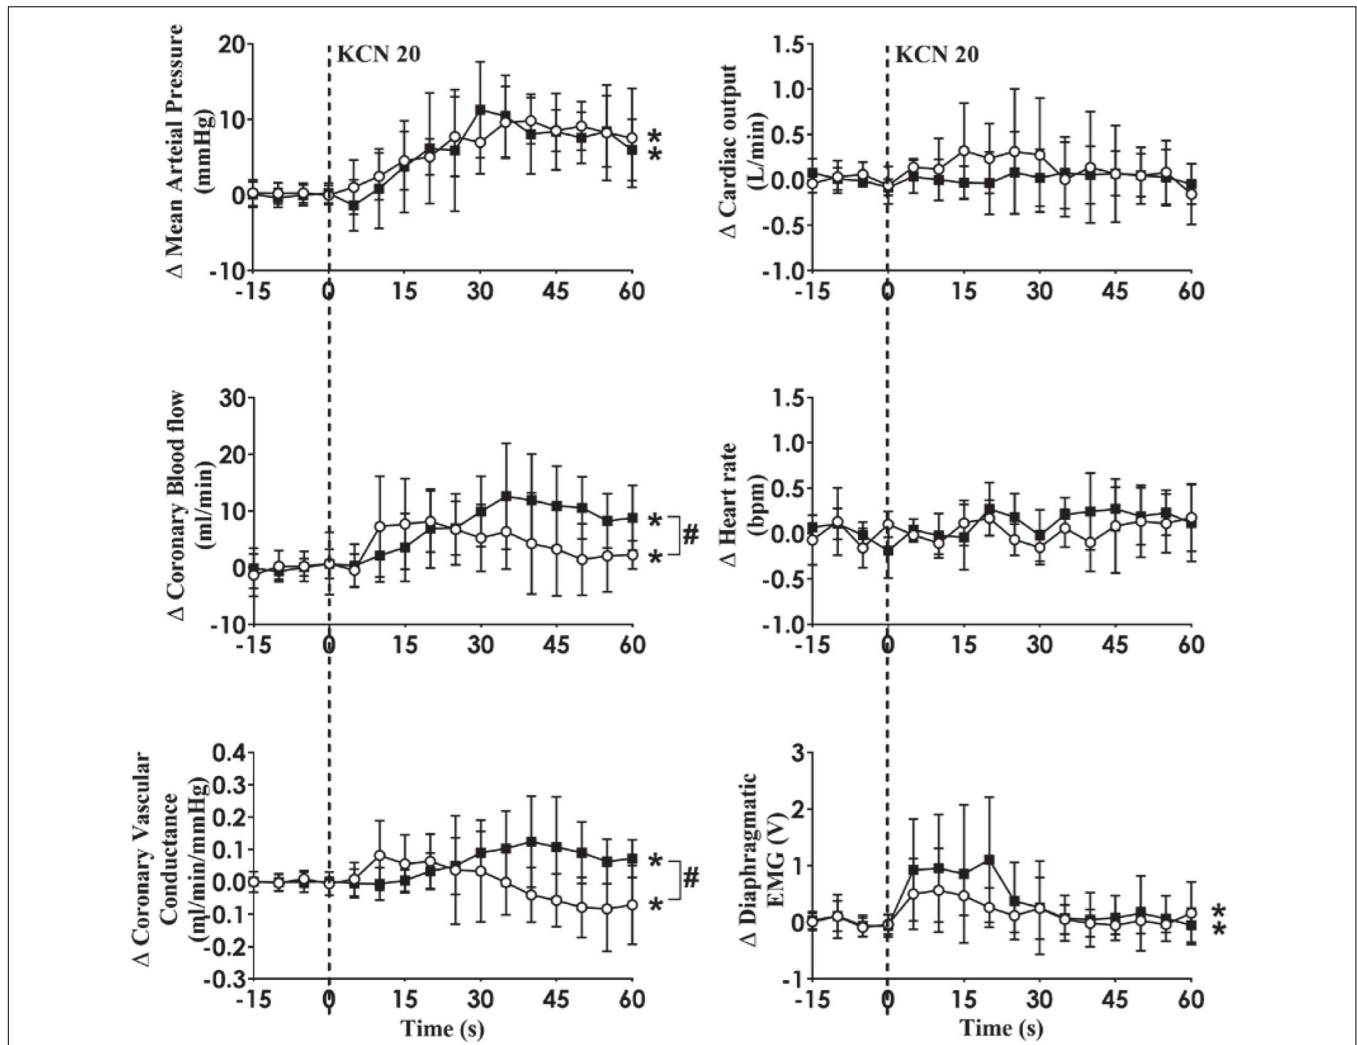 Δ Mean Arteial Pressure
(mmHg)
20
10
0
-10
KCN 20
-15 0 15 30 45 60
*
*
Δ Cardiac output
(L/min)
1.5
1.0
0.5
0.0
-0.5
-1.0
KCN 20
-15 0 15 30 45 60
Δ Coronary Blood flow
(ml/min)
30
20
10
0
-10
-15 0 15 30 45 60
*
*
#
Δ Heart rate
(bpm)
1.5
1.0
0.5
0.0
-0.5
-1.0
-15 0 15 30 45 60
Δ Coronary Vascular
Conductance
(ml/min/mmHg)
0.4
0.3
0.2
0.1
0.0
-0.1
-0.2
-0.3
-15 0 15 30 45 60
Time (s)
*
*
#
Δ Diaphragmatic
EMG (V)
3
2
1
0
-1
-15 0 15 30 45 60
Time (s)
*
*